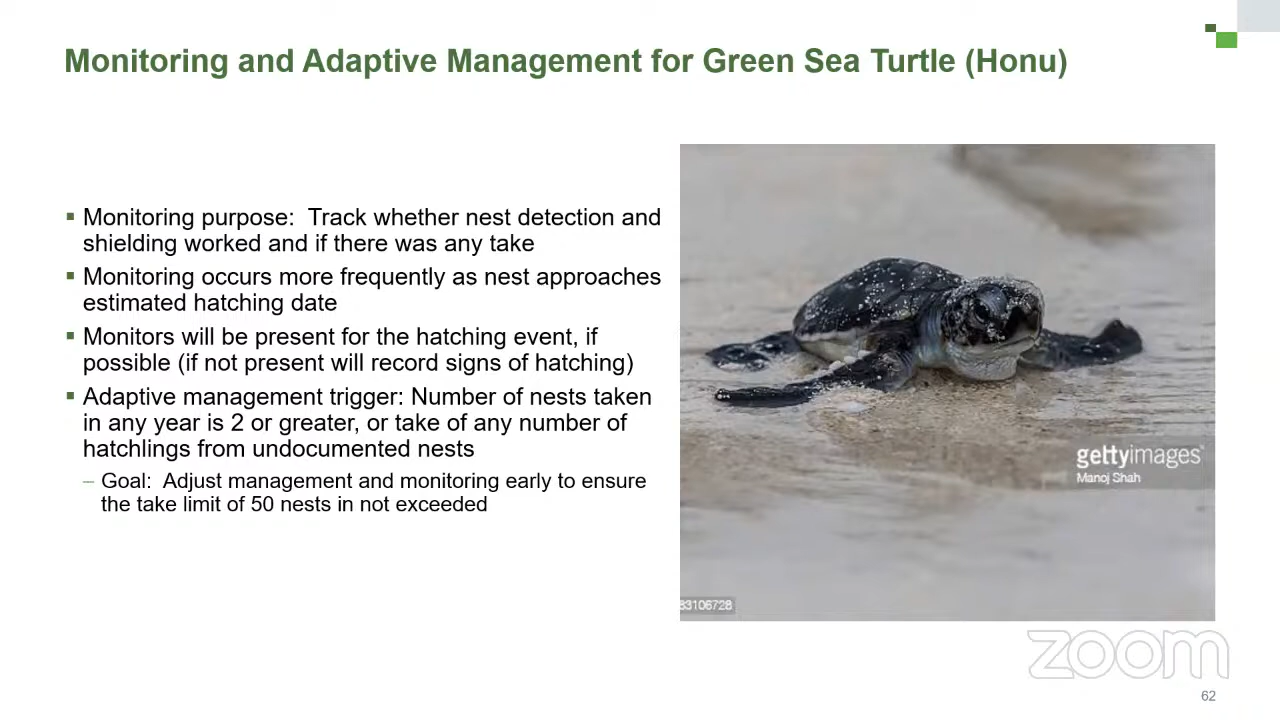 Monitoring and Adaptive Management for Green Sea Turtle (Honu)
Monitoring purpose:  Track whether nest detection and
shielding worked and if there was any take
Monitoring occurs more frequently as nest approaches
estimated hatching date
Monitors will be present for the hatching event, if
possible (if not present will record signs of hatching)
Adaptive management trigger: Number of nests taken
in any year is 2 or greater, or take of any number of
hatchlings from undocumented nests
– Goal:  Adjust management and monitoring early to ensure
the take limit of 50 nests in not exceeded
gettyimages
Manoj Shah
83106728
zoom
62